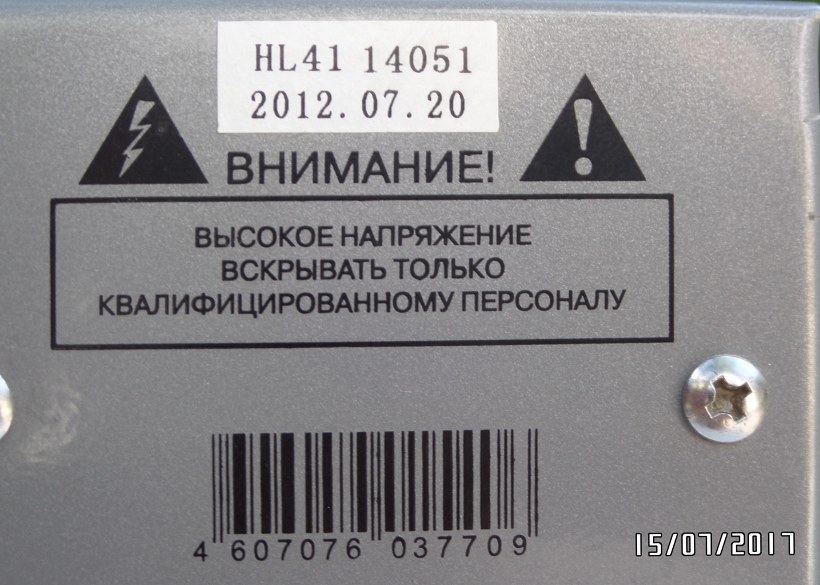 HL41 14051
2012.07.20
ВНИМАНИЕ!
ВЫСОКОЕ НАПРЯЖЕНИЕ
ВСКРЫВАТЬ ТОЛЬКО
КВАЛИФИЦИРОВАННОМУ ПЕРСОНАЛУ
4 607076 037709
15/07/2017